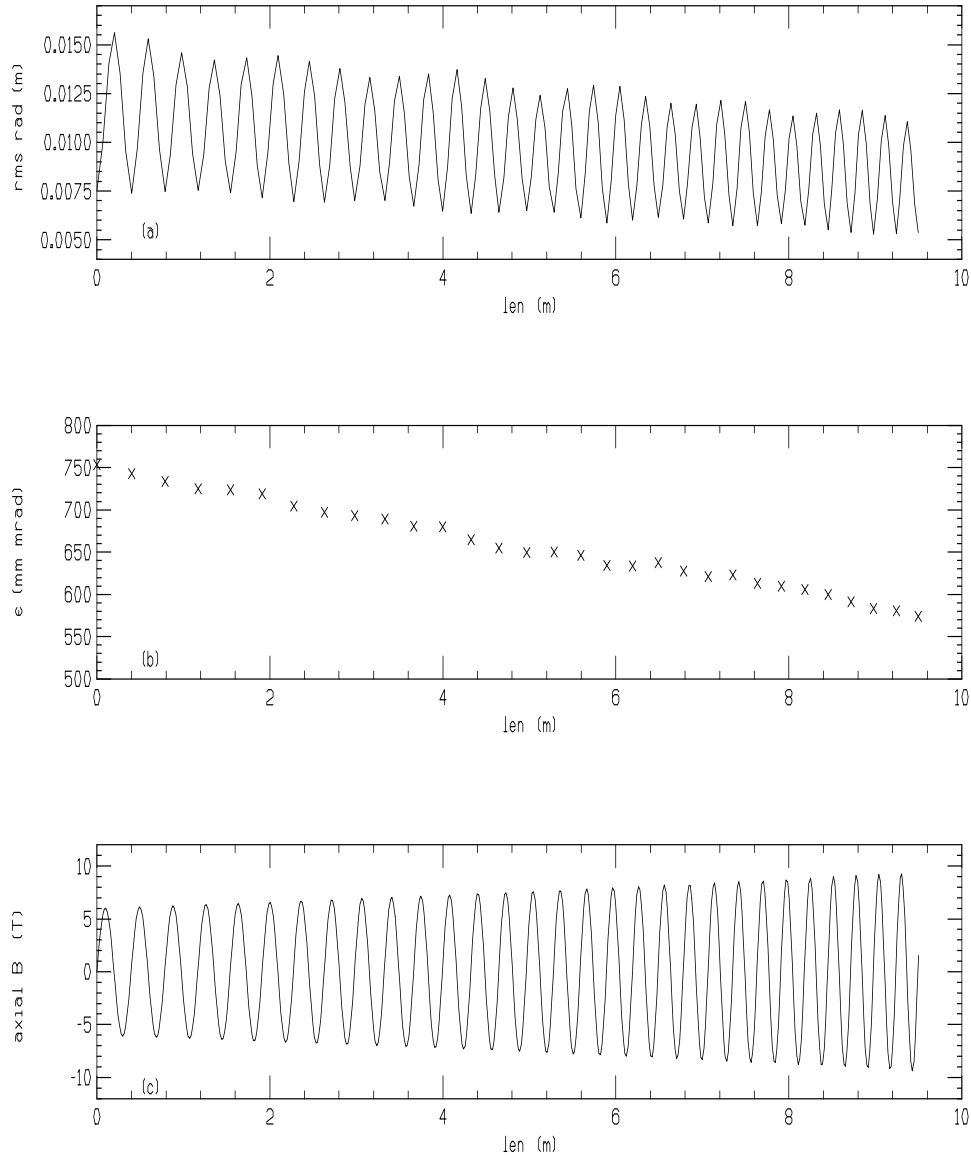 0.0150
0.0125
0.0100
0.0075
0.0050
rms rad (m)
(a)
0 2 4 6 8 10
len (m)
800
750
700
650
600
550
500
ϵ (mm mrad)
(b)
0 2 4 6 8 10
len (m)
10
5
0
-5
-10
axial B (T)
(c)
0 2 4 6 8 10
len (m)